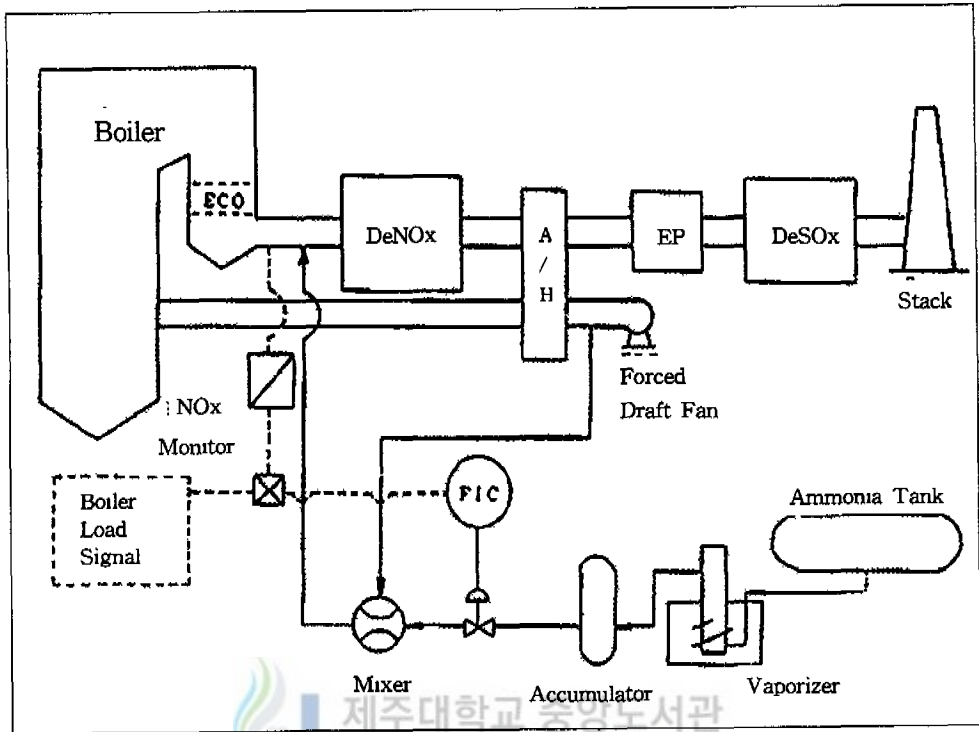 Boiler
ECO
DeNOx
A
/
H
EP
DeSOx
Stack
Forced
Draft Fan
NOx
Monitor
Boiler
Load
Signal
FIC
Ammonia Tank
Mixer
Accumulator
Vaporizer
제주대학교 중앙도서관